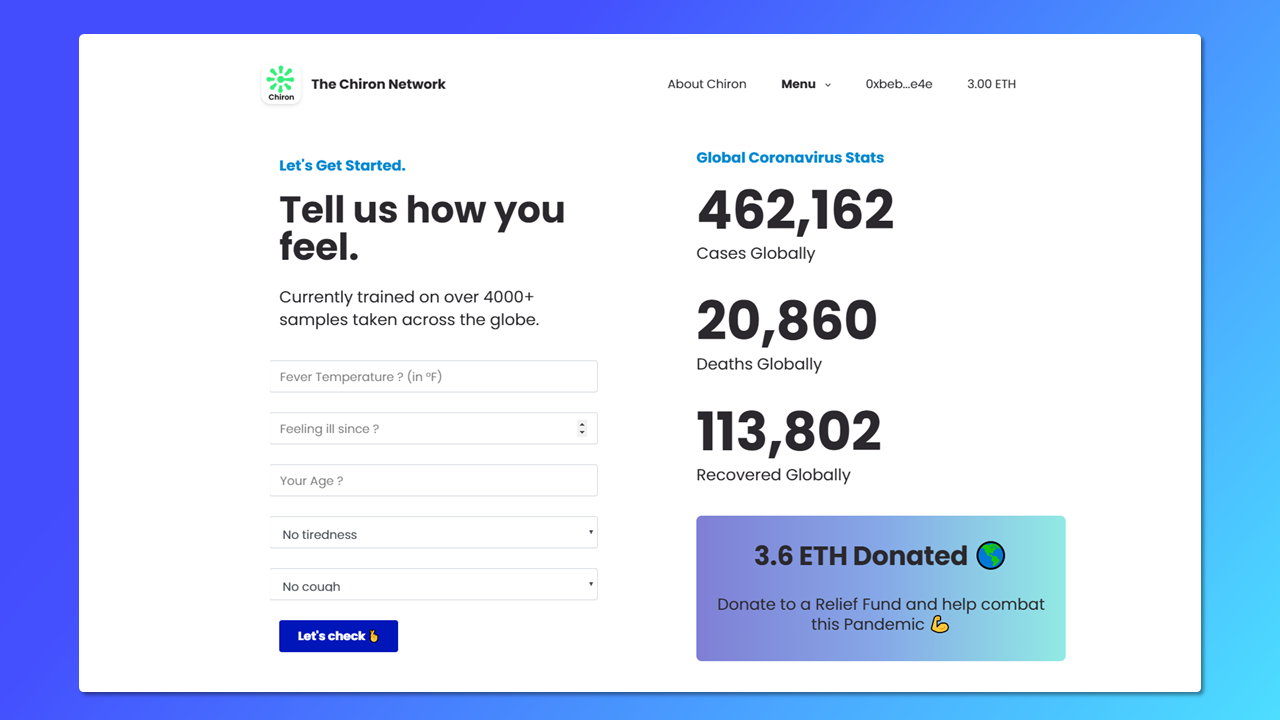 Chiron
The Chiron Network
About Chiron
Menu
0xbeb...e4e
3.00 ETH
Let's Get Started.
Tell us how you
feel.
Currently trained on over 4000+
samples taken across the globe.
Fever Temperature ? (in ºF)
Feeling ill since ?
Your Age ?
No tiredness
No cough
Let's check 🤞
Global Coronavirus Stats
462,162
Cases Globally
20,860
Deaths Globally
113,802
Recovered Globally
3.6 ETH Donated 🌎
Donate to a Relief Fund and help combat
this Pandemic 💪